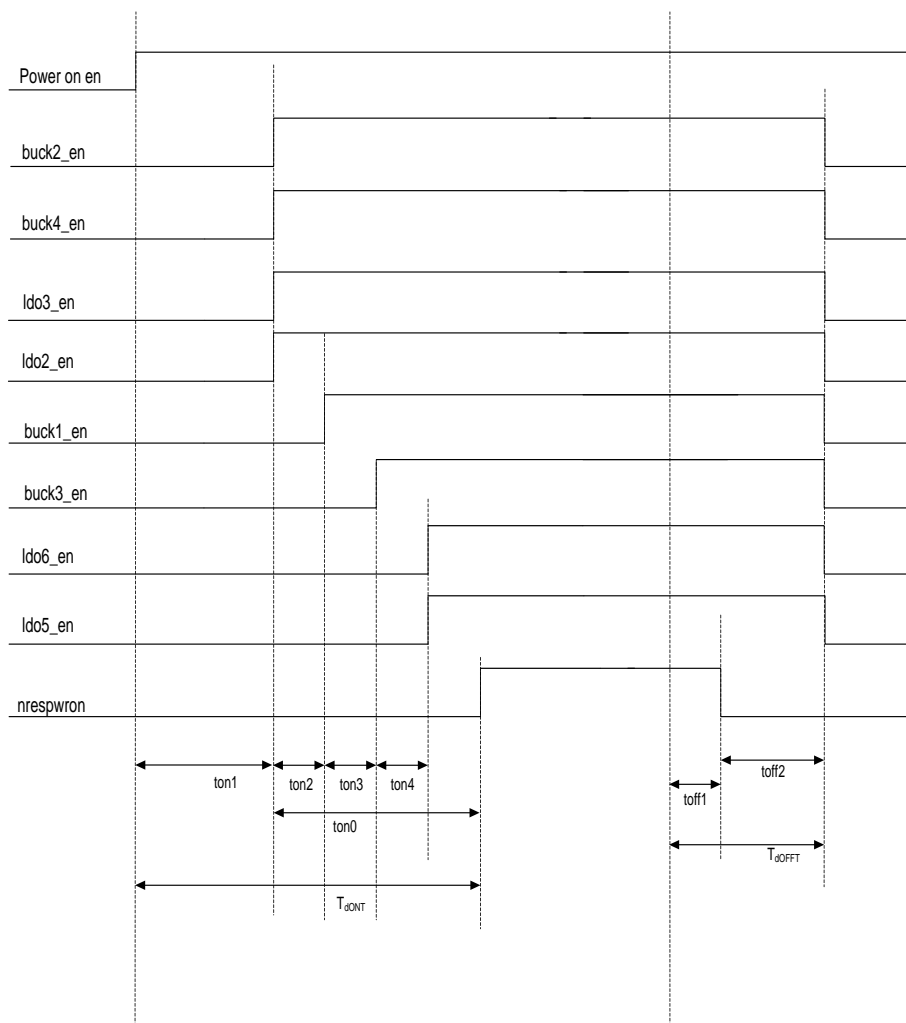 Power on en
buck2_en
buck4_en
ldo3_en
ldo2_en
buck1_en
buck3_en
ldo6_en
ldo5_en
nrespwron
ton1
ton2
ton3
ton4
toff2
toff1
ton0
TdOFFT
TdONT